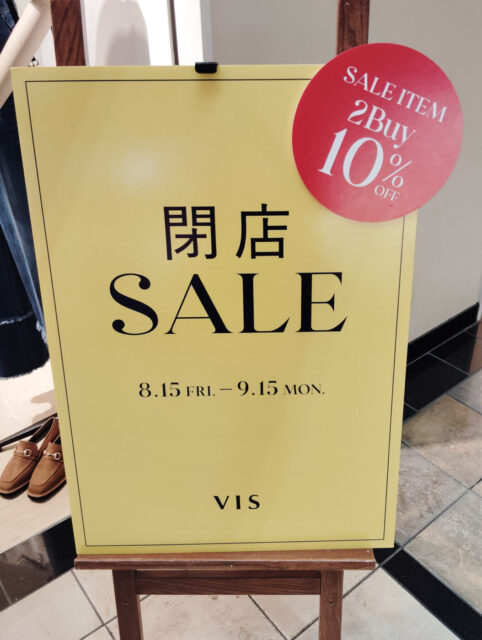 SALE ITEM
2Buy
10%
OFF
閉店
SALE
8.15 FRI. – 9.15 MON.
VIS